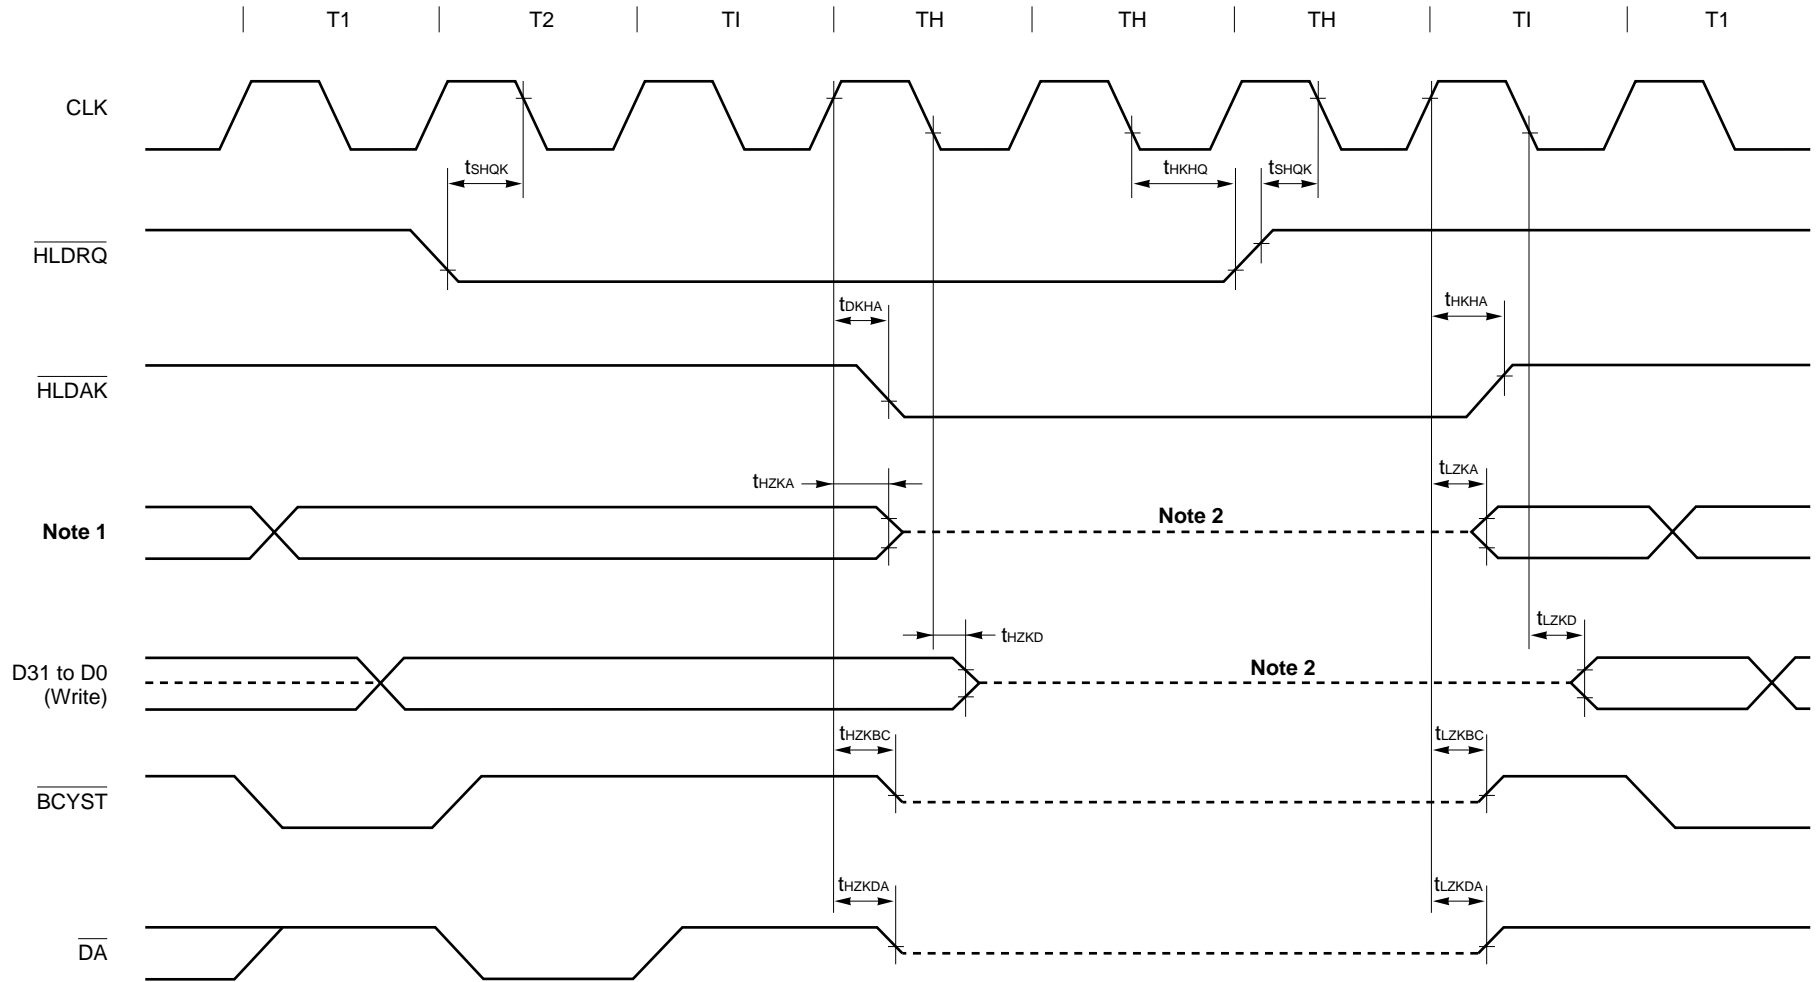 T1 T2 TI TH TH TH TI T1
CLK
tSHQK tHKHQ tSHQK
HLDRQ
tDKHA tHKHA
HLDAK
tHZKA tLZKA
Note 1 Note 2
tHZKD tLZKD
D31 to D0
(Write)
Note 2
tHZKBC tLZKBC
BCYST
tHZKDA tLZKDA
DA